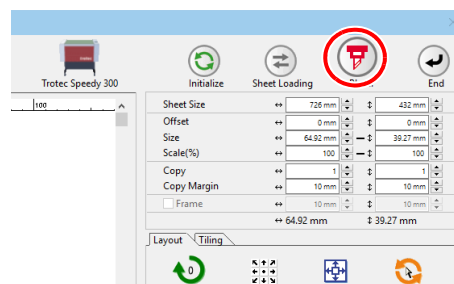 Trotec Speedy 300 Initialize Sheet Loading End
100
Sheet Size 726 mm 432 mm
Offset 0 mm 0 mm
Size 64.92 mm 39.27 mm
Scale(%) 100 100
Copy 1 1
Copy Margin 10 mm 10 mm
Frame 10 mm 10 mm
64.92 mm 39.27 mm
Layout Tiling
0